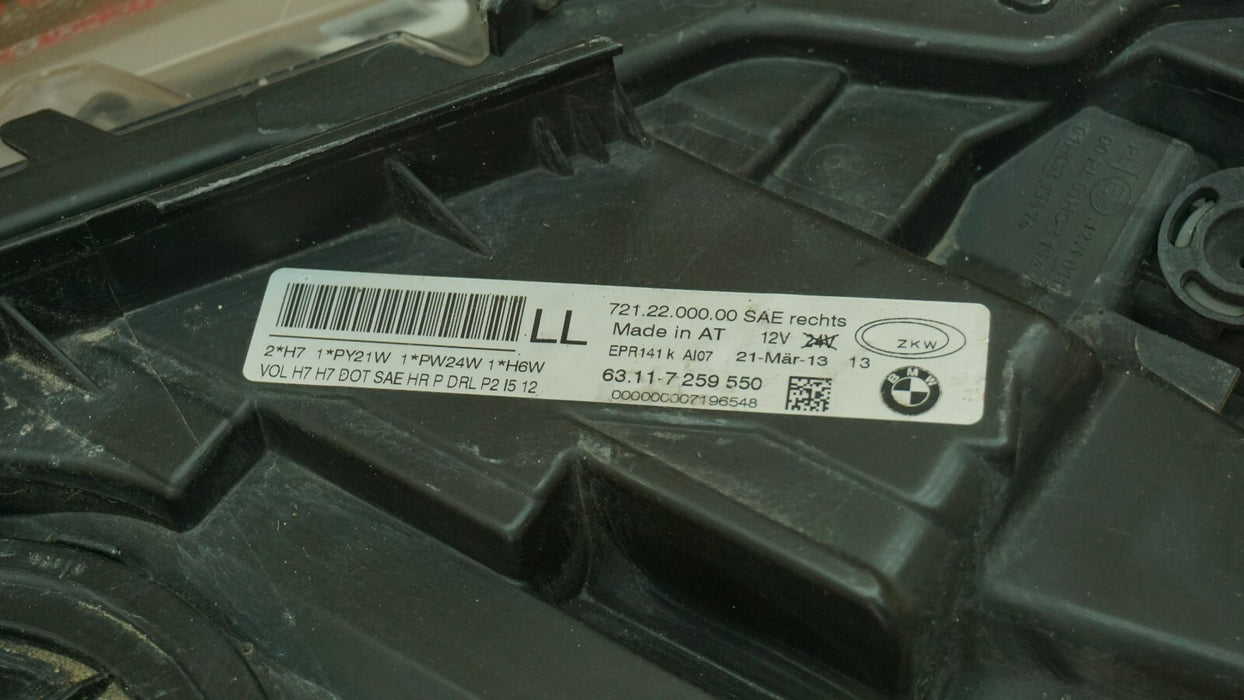 LL
2*H7 1*PY21W 1*PW24W 1*H6W
VOL H7 H7 DOT SAE HR P DRL P2 I5 12
721.22.000.00 SAE rechts
Made in AT 12V 24V
EPR141 k AI07 21-Mär-13 13
63.11-7 259 550
000000007196548
ZKW
BMW
PL